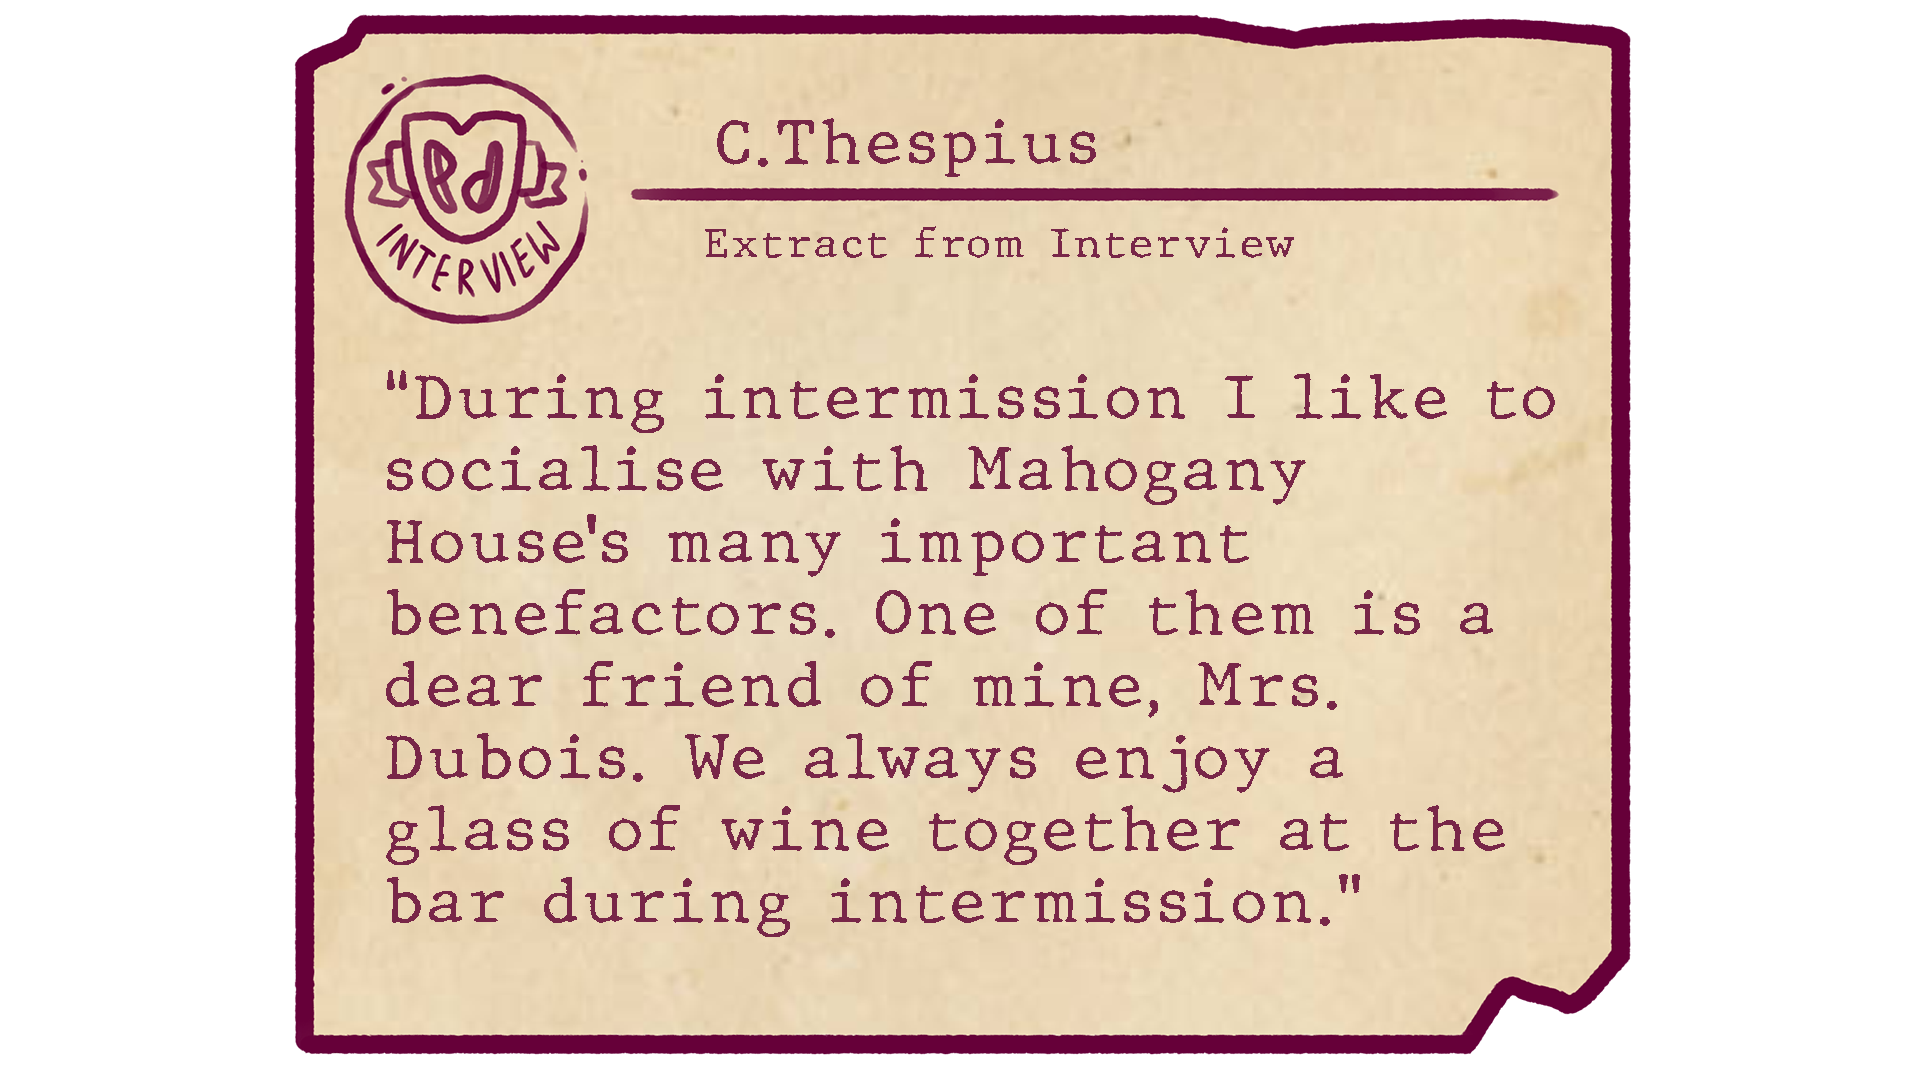 Pd
INTERVIEW
C.Thespius
Extract from Interview
"During intermission I like to
socialise with Mahogany
House's many important
benefactors. One of them is a
dear friend of mine, Mrs.
Dubois. We always enjoy a
glass of wine together at the
bar during intermission."